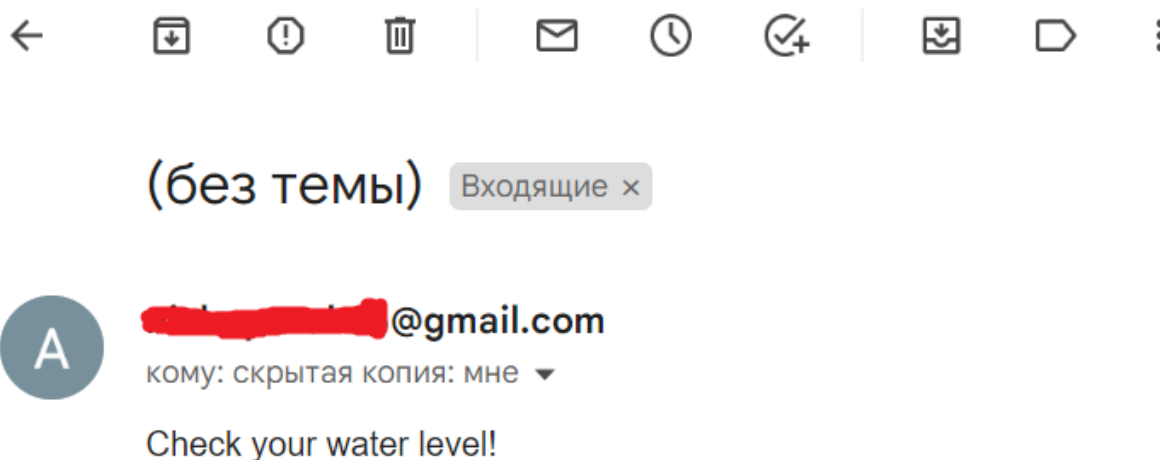 (без темы) Входящие ×
@gmail.com
A
кому: скрытая копия: мне
Check your water level!